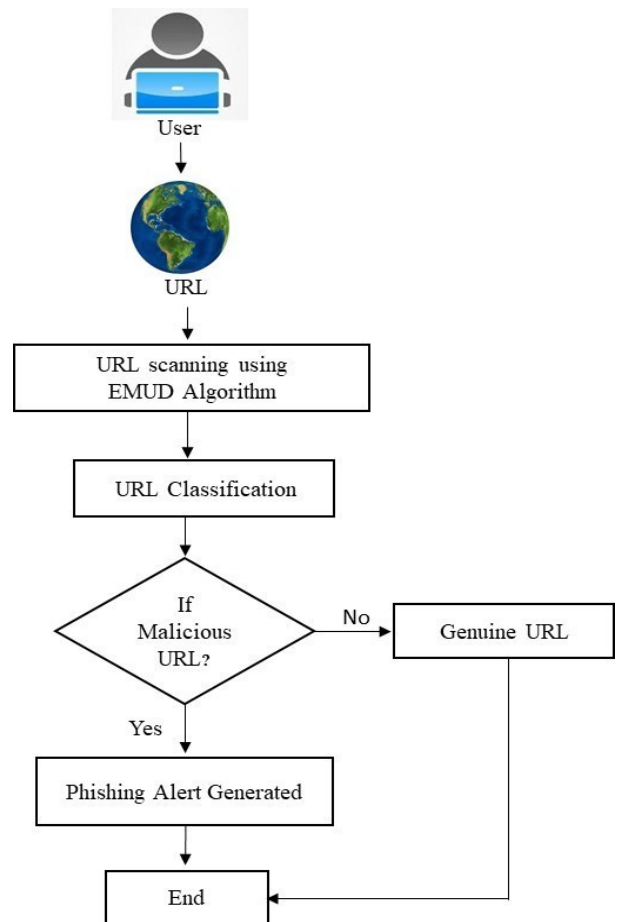 User
URL
URL scanning using
EMUD Algorithm
URL Classification
If
Malicious
URL?
No
Genuine URL
Yes
Phishing Alert Generated
End